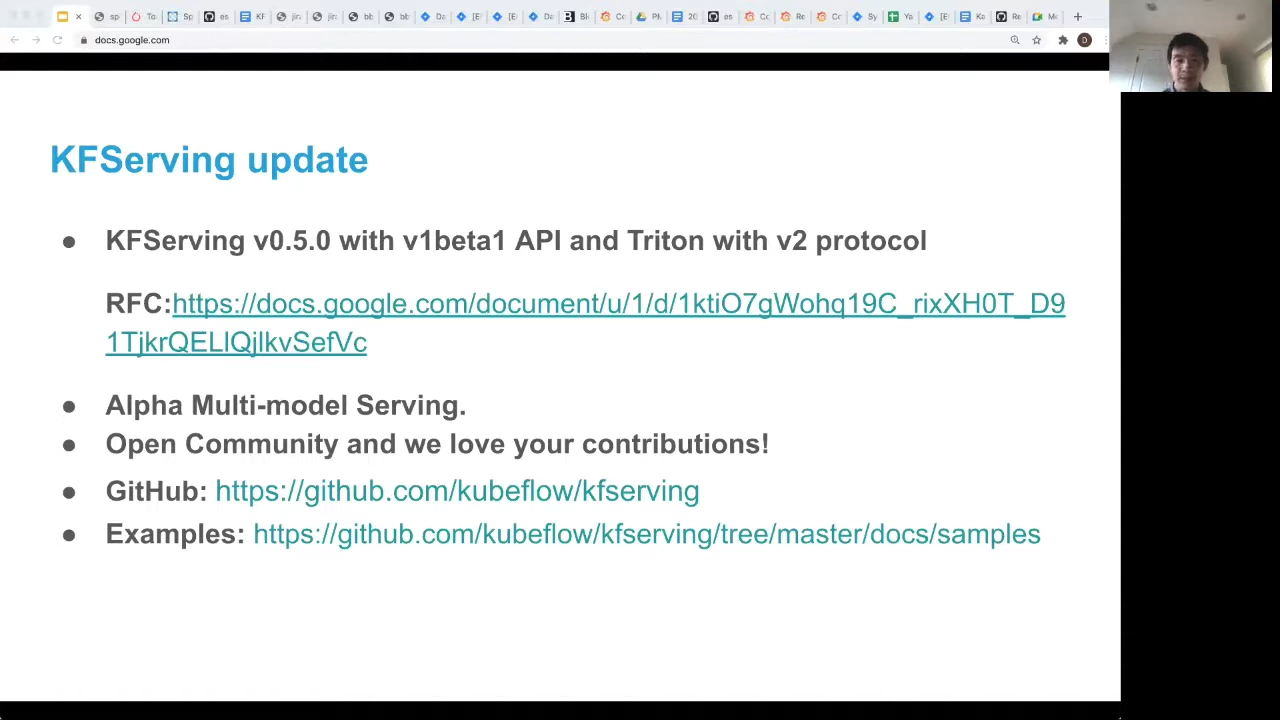 docs.google.com
D
KFServing update
● KFServing v0.5.0 with v1beta1 API and Triton with v2 protocol
RFC:https://docs.google.com/document/u/1/d/1ktiO7gWohq19C_rixXH0T_D9
1TjkrQELlQjlkvSefVc
● Alpha Multi-model Serving.
● Open Community and we love your contributions!
● GitHub: https://github.com/kubeflow/kfserving
● Examples: https://github.com/kubeflow/kfserving/tree/master/docs/samples